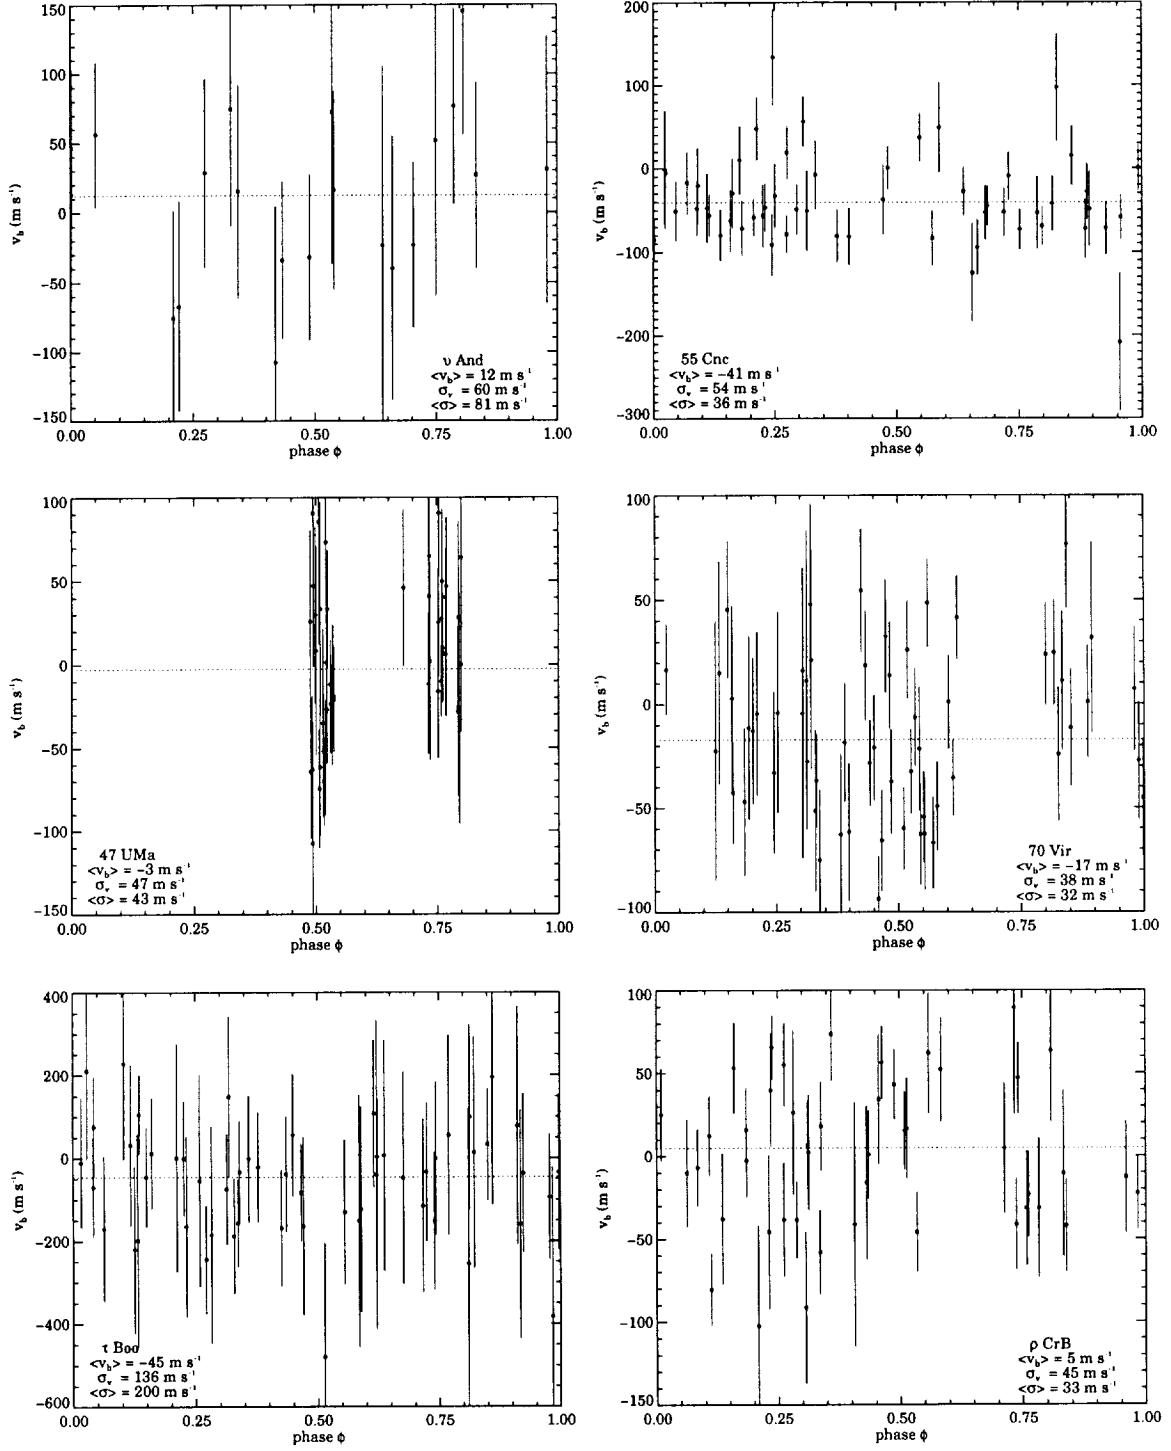 150
100
50
0
−50
−100
−150
v_b (m s⁻¹)
υ And
<v_b> = 12 m s⁻¹
σ_v = 60 m s⁻¹
<σ> = 81 m s⁻¹
0.00 0.25 0.50 0.75 1.00
phase ϕ
200
100
0
−100
−200
−300
v_b (m s⁻¹)
55 Cnc
<v_b> = −41 m s⁻¹
σ_v = 54 m s⁻¹
<σ> = 36 m s⁻¹
0.00 0.25 0.50 0.75 1.00
phase ϕ
100
50
0
−50
−100
−150
v_b (m s⁻¹)
47 UMa
<v_b> = −3 m s⁻¹
σ_v = 47 m s⁻¹
<σ> = 43 m s⁻¹
0.00 0.25 0.50 0.75 1.00
phase ϕ
100
50
0
−50
−100
v_b (m s⁻¹)
70 Vir
<v_b> = −17 m s⁻¹
σ_v = 38 m s⁻¹
<σ> = 32 m s⁻¹
0.00 0.25 0.50 0.75 1.00
phase ϕ
400
200
0
−200
−400
−600
v_b (m s⁻¹)
τ Boo
<v_b> = −45 m s⁻¹
σ_v = 136 m s⁻¹
<σ> = 200 m s⁻¹
0.00 0.25 0.50 0.75 1.00
phase ϕ
100
50
0
−50
−100
−150
v_b (m s⁻¹)
ρ CrB
<v_b> = 5 m s⁻¹
σ_v = 45 m s⁻¹
<σ> = 33 m s⁻¹
0.00 0.25 0.50 0.75 1.00
phase ϕ